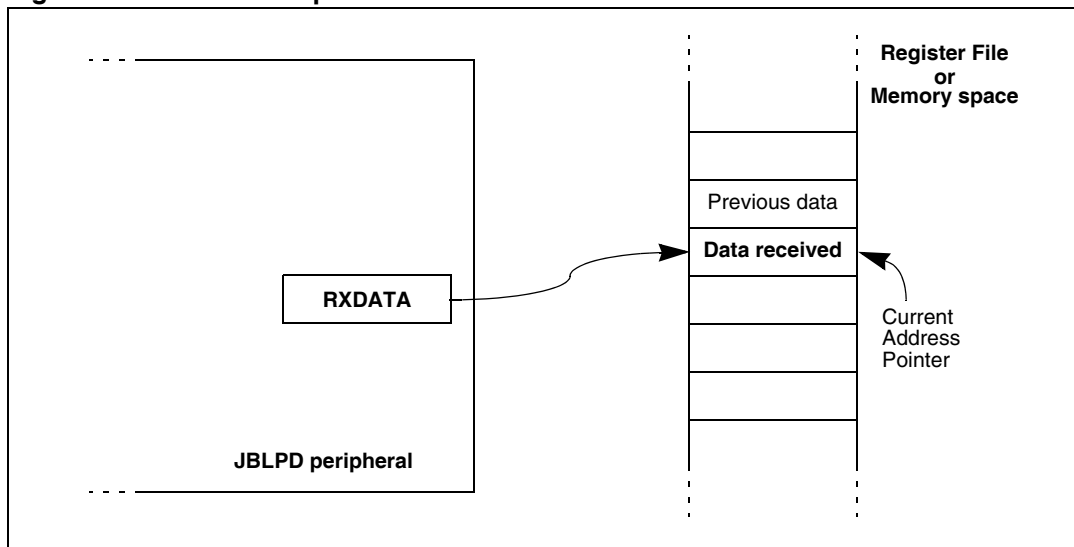 Register File
or
Memory space
Previous data
Data received
RXDATA
Current
Address
Pointer
JBLPD peripheral